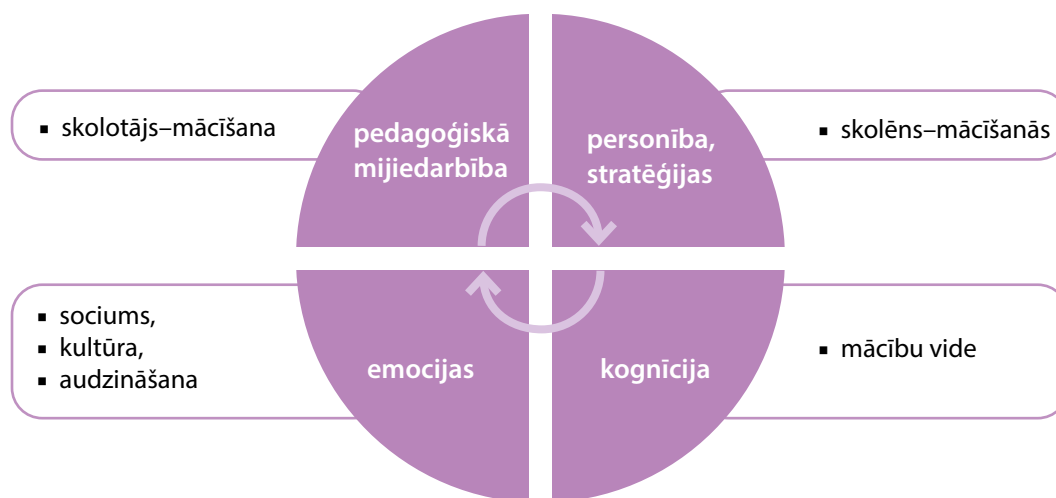 ▪ skolotājs–mācīšana
pedagoģiskā
mijiedarbība
personība,
stratēģijas
▪ skolēns–mācīšanās
▪ sociums,
▪ kultūra,
▪ audzināšana
emocijas
kognīcija
▪ mācību vide